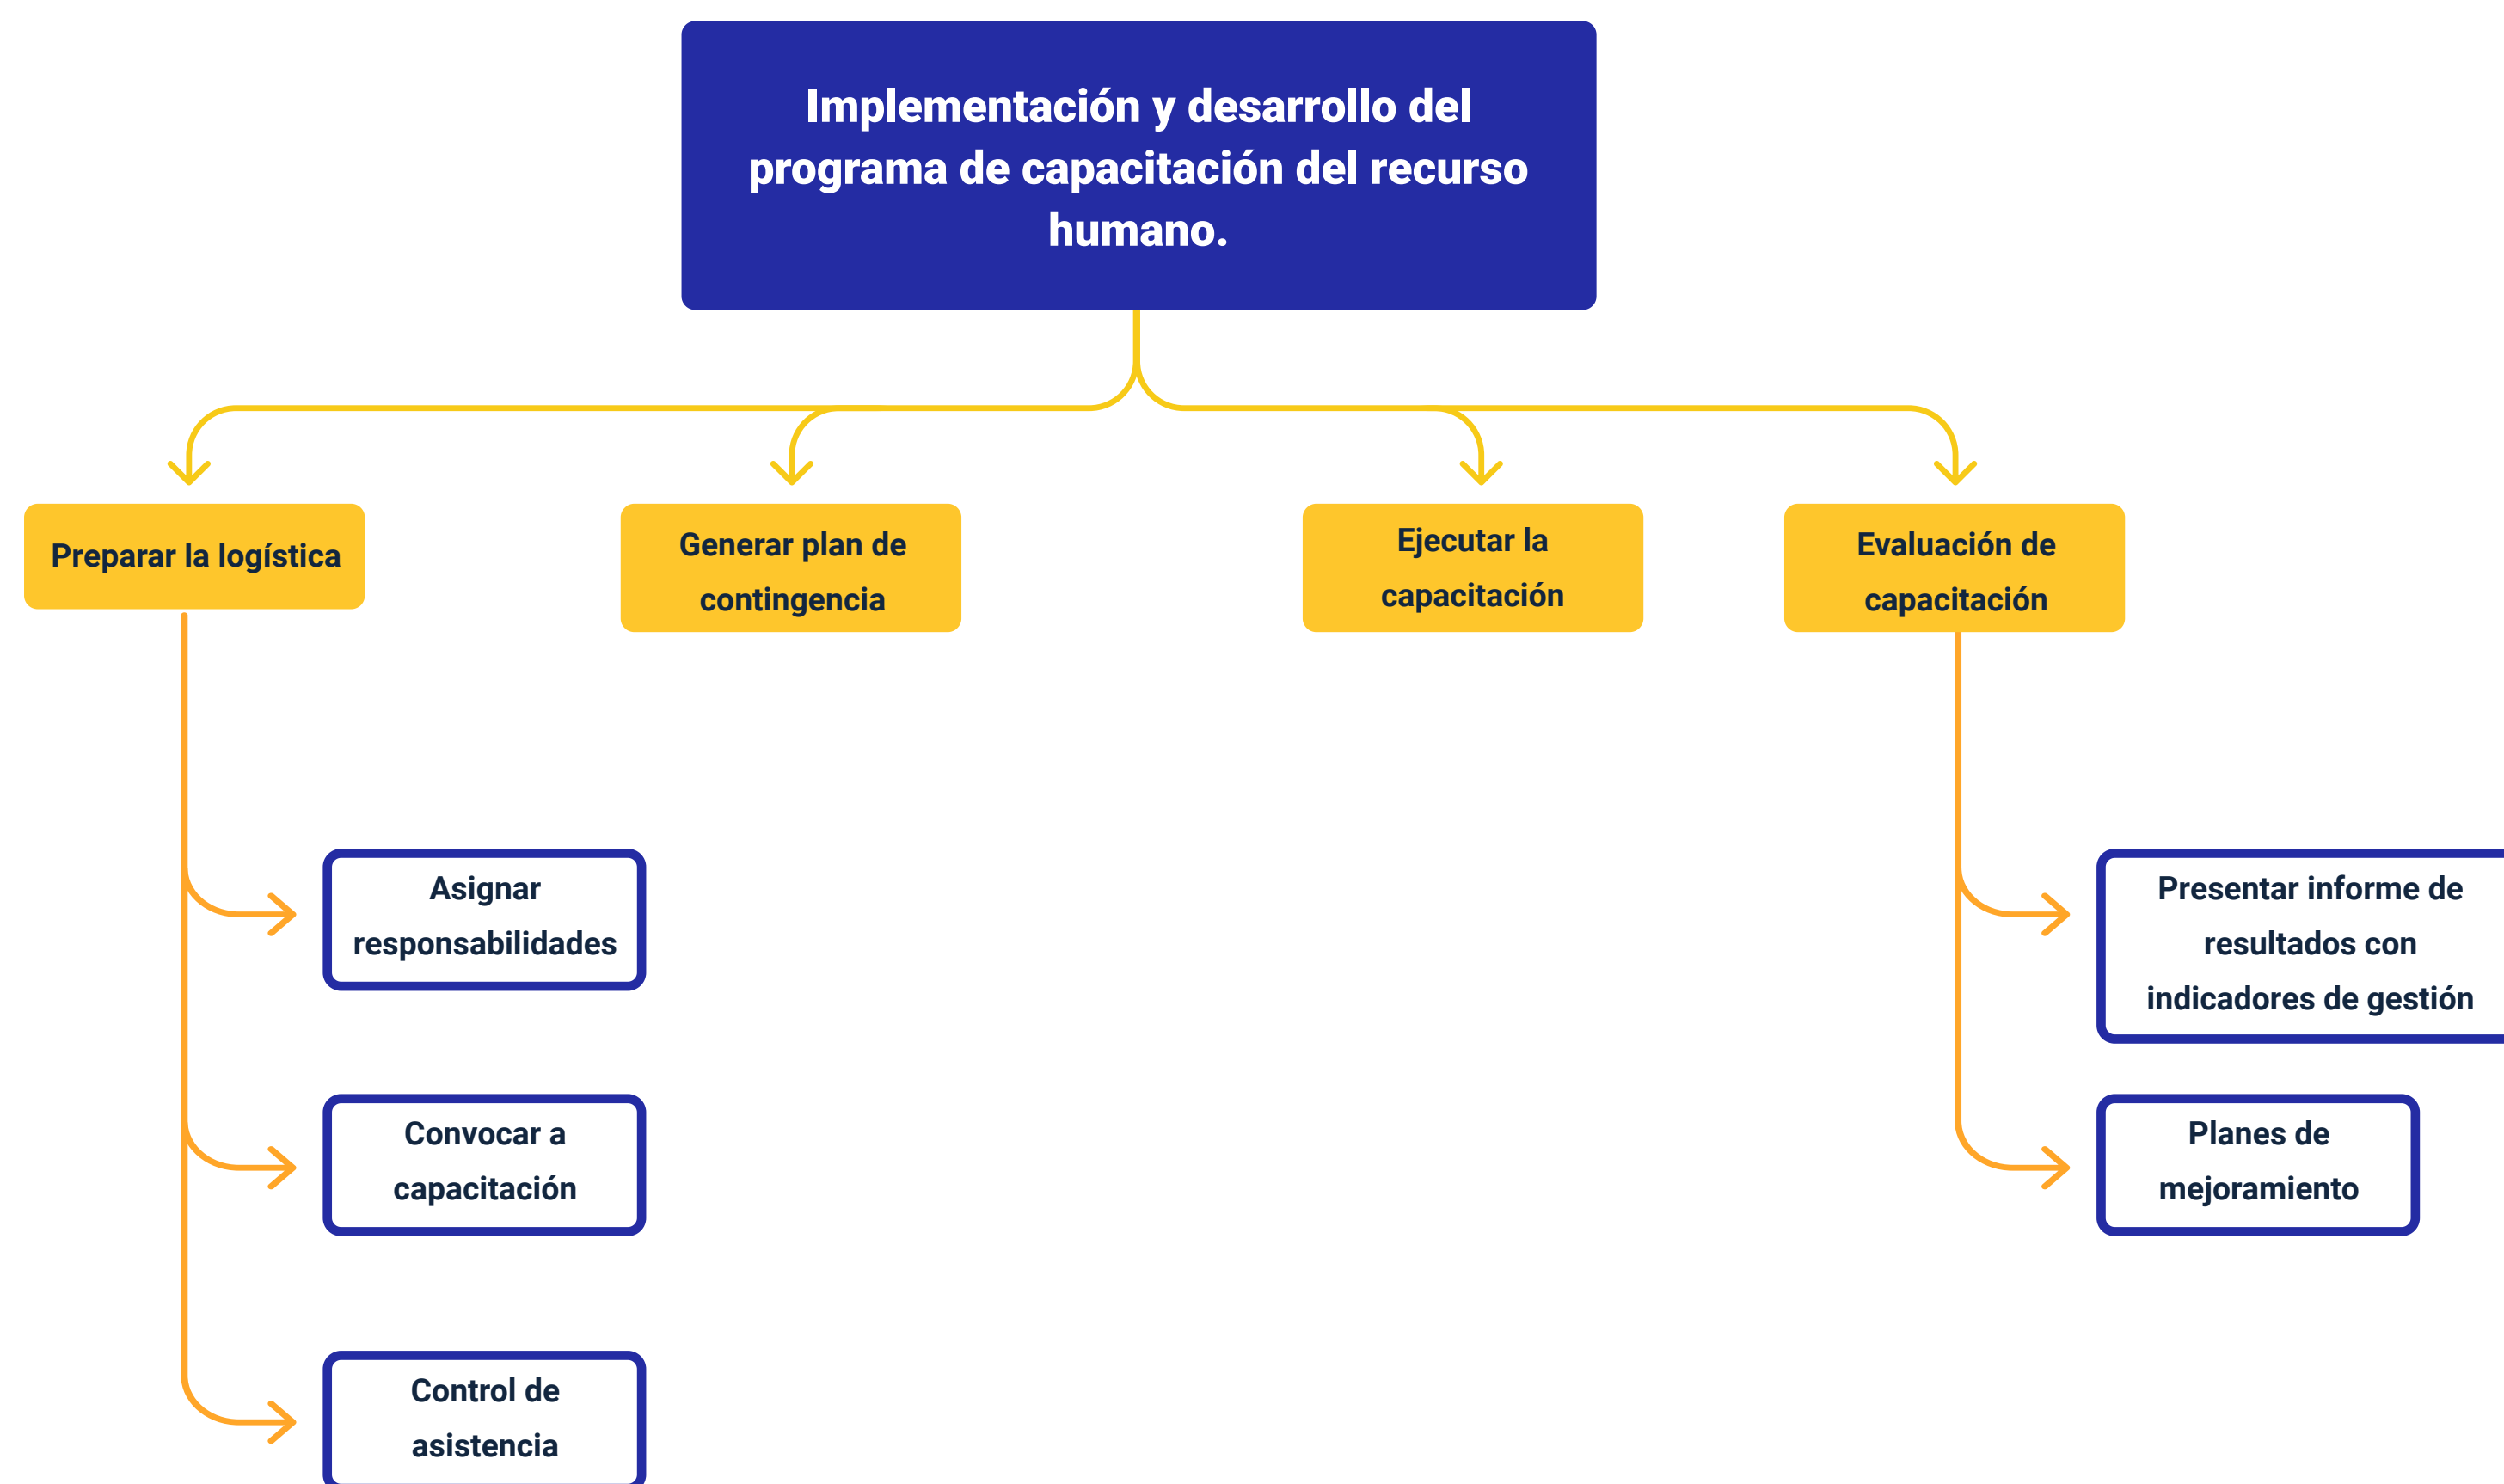 Implementación y desarrollo del
programa de capacitación del recurso
humano.
Preparar la logística
Generar plan de
contingencia
Ejecutar la
capacitación
Evaluación de
capacitación
Asignar
responsabilidades
Convocar a
capacitación
Control de
asistencia
Presentar informe de
resultados con
indicadores de gestión
Planes de
mejoramiento